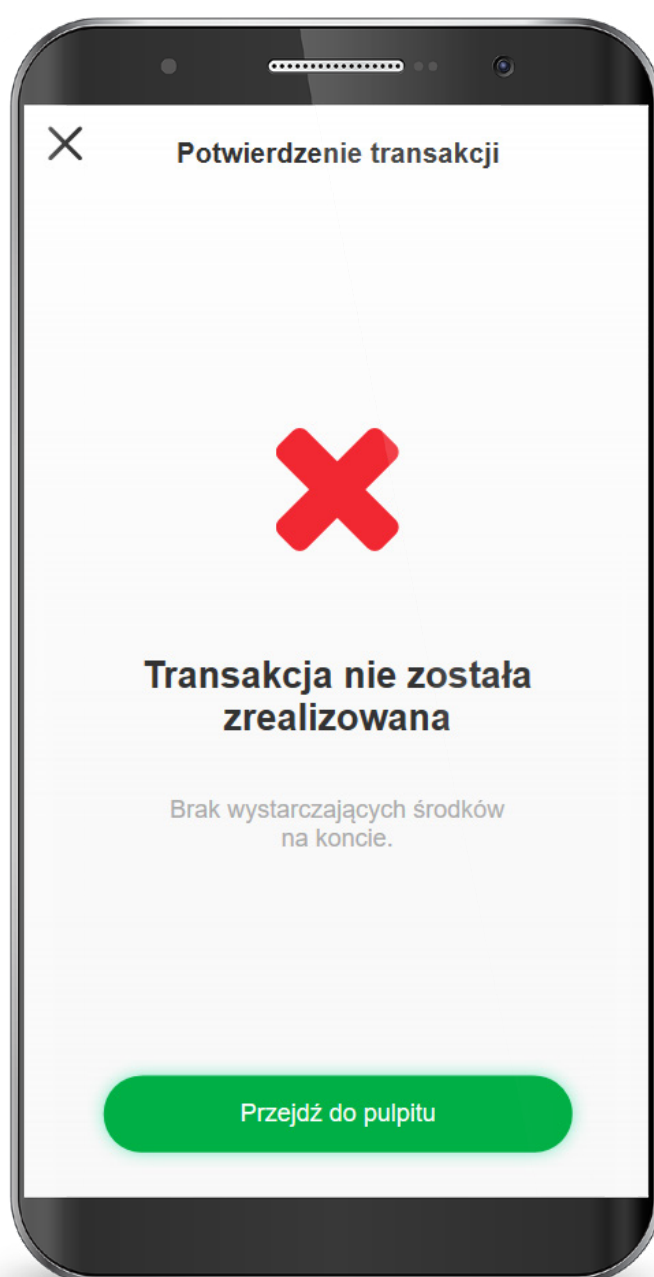 Potwierdzenie transakcji
Transakcja nie została
zrealizowana
Brak wystarczających środków
na koncie.
Przejdź do pulpitu